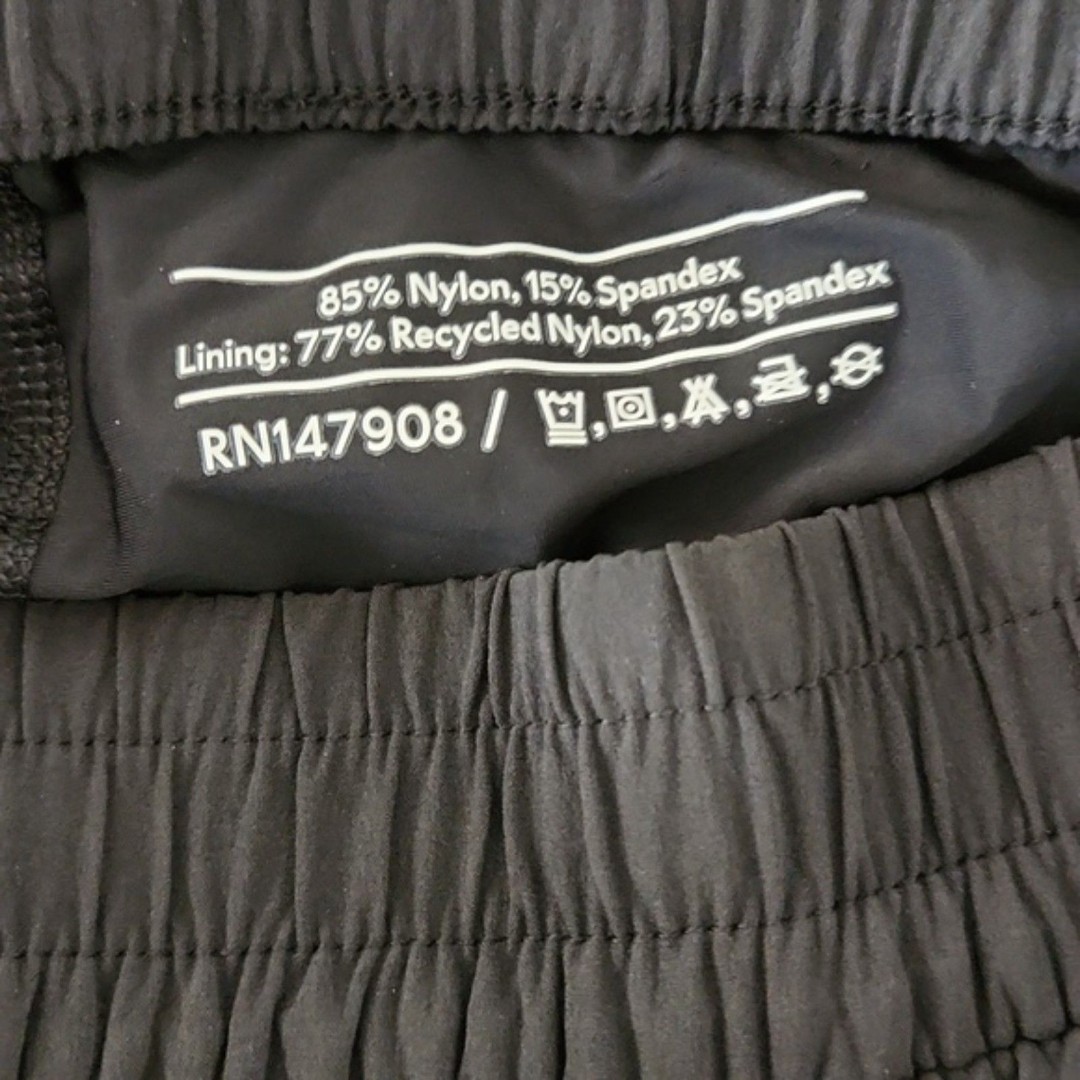 85% Nylon, 15% Spandex
Lining: 77% Recycled Nylon, 23% Spandex
RN147908 /